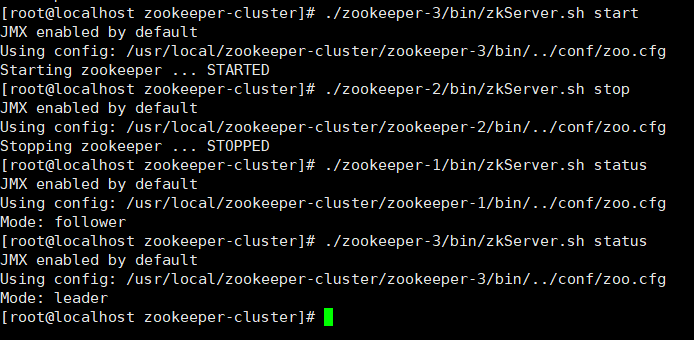 [root@localhost zookeeper-cluster]# ./zookeeper-3/bin/zkServer.sh start
JMX enabled by default
Using config: /usr/local/zookeeper-cluster/zookeeper-3/bin/../conf/zoo.cfg
Starting zookeeper ... STARTED
[root@localhost zookeeper-cluster]# ./zookeeper-2/bin/zkServer.sh stop
JMX enabled by default
Using config: /usr/local/zookeeper-cluster/zookeeper-2/bin/../conf/zoo.cfg
Stopping zookeeper ... STOPPED
[root@localhost zookeeper-cluster]# ./zookeeper-1/bin/zkServer.sh status
JMX enabled by default
Using config: /usr/local/zookeeper-cluster/zookeeper-1/bin/../conf/zoo.cfg
Mode: follower
[root@localhost zookeeper-cluster]# ./zookeeper-3/bin/zkServer.sh status
JMX enabled by default
Using config: /usr/local/zookeeper-cluster/zookeeper-3/bin/../conf/zoo.cfg
Mode: leader
[root@localhost zookeeper-cluster]#